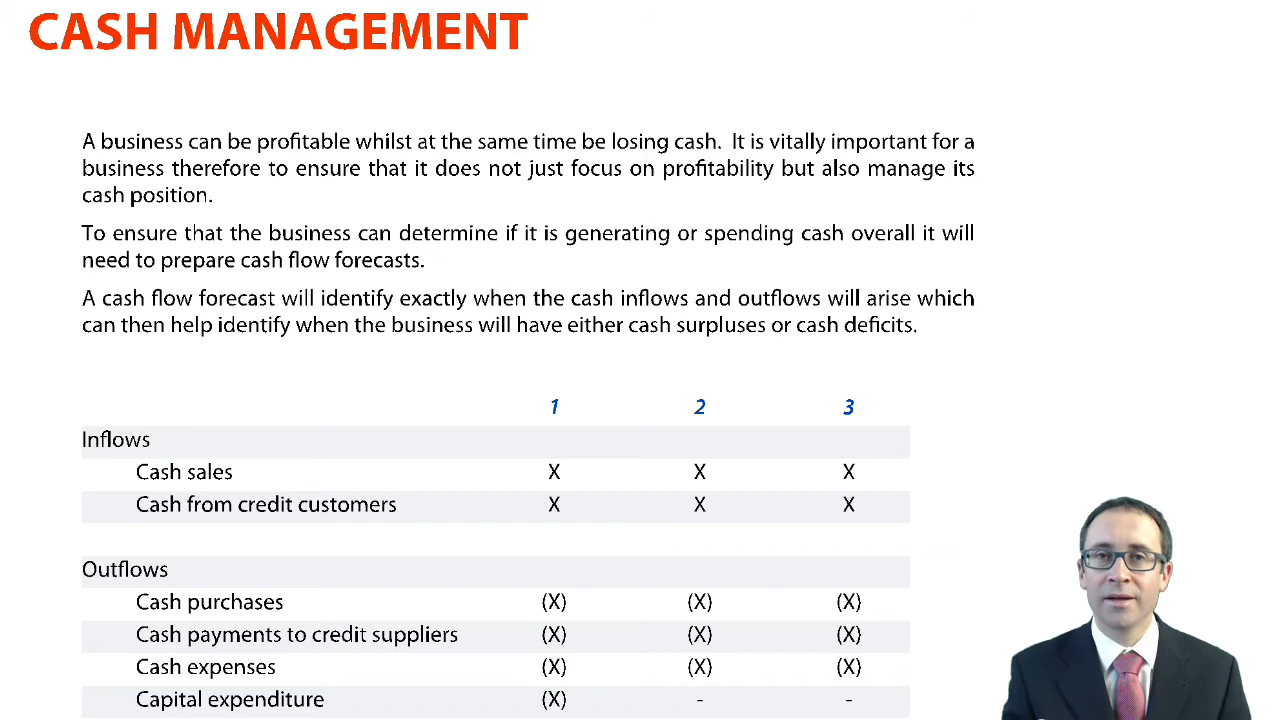 CASH MANAGEMENT
A business can be profitable whilst at the same time be losing cash. It is vitally important for a
business therefore to ensure that it does not just focus on profitability but also manage its
cash position.
To ensure that the business can determine if it is generating or spending cash overall it will
need to prepare cash flow forecasts.
A cash flow forecast will identify exactly when the cash inflows and outflows will arise which
can then help identify when the business will have either cash surpluses or cash deficits.
1 2 3
Inflows
Cash sales X X X
Cash from credit customers X X X
Outflows
Cash purchases (X) (X) (X)
Cash payments to credit suppliers (X) (X) (X)
Cash expenses (X) (X) (X)
Capital expenditure (X) - -